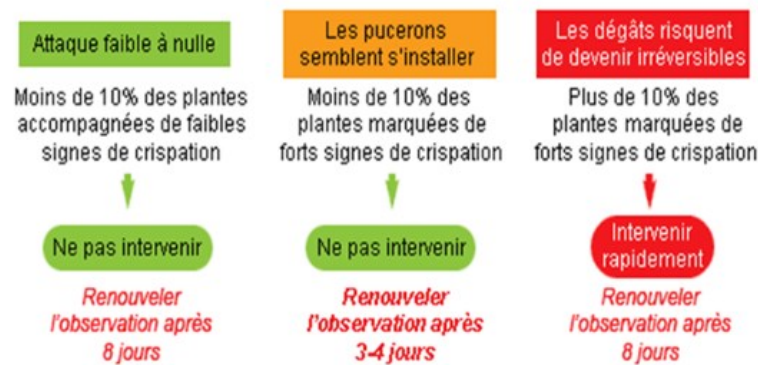 Attaque faible à nulle
Moins de 10% des plantes
accompagnées de faibles
signes de crispation
Ne pas intervenir
Renouveler
l'observation après
8 jours
Les pucerons
semblent s'installer
Moins de 10% des
plantes marquées de
forts signes de crispation
Ne pas intervenir
Renouveler
l'observation après
3-4 jours
Les dégâts risquent
de devenir irréversibles
Plus de 10% des
plantes marquées de
forts signes de crispation
Intervenir
rapidement
Renouveler
l'observation après
8 jours